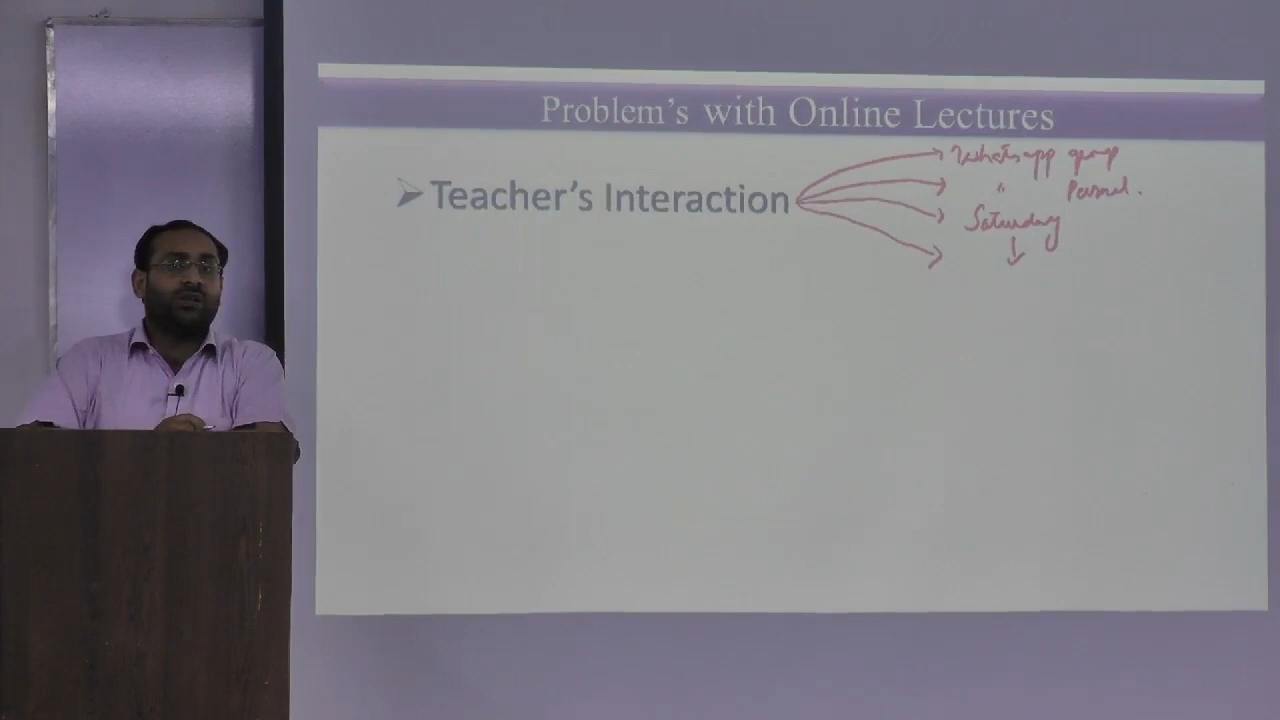 Problem's with Online Lectures
Whatsapp group
Teacher's Interaction
" Personal.
Saturday